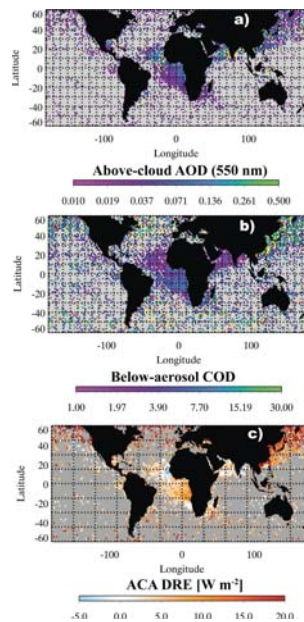 a)
Latitude
60
40
20
0
-20
-40
-60
-100 0 100
Longitude
Above-cloud AOD (550 nm)
0.010 0.019 0.037 0.071 0.136 0.261 0.500
b)
Latitude
60
40
20
0
-20
-40
-60
-100 0 100
Longitude
Below-aerosol COD
1.00 1.97 3.90 7.70 15.19 30.00
c)
Latitude
60
40
20
0
-20
-40
-60
-100 0 100
Longitude
ACA DRE [W m⁻²]
-5.0 0.0 5.0 10.0 15.0 20.0